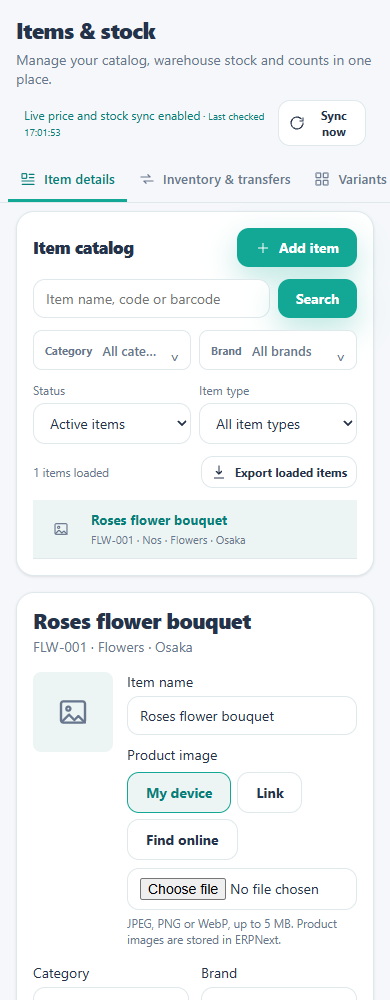 Items & stock
Manage your catalog, warehouse stock and counts in one
place.
Live price and stock sync enabled · Last checked
17:01:53
Sync
now
Item details
Inventory & transfers
Variants
Item catalog
Add item
Item name, code or barcode
Search
Category All cate...
Brand All brands
Status
Item type
Active items
All item types
1 items loaded
Export loaded items
Roses flower bouquet
FLW-001 · Nos · Flowers · Osaka
Roses flower bouquet
FLW-001 · Flowers · Osaka
Item name
Roses flower bouquet
Product image
My device
Link
Find online
Choose file No file chosen
JPEG, PNG or WebP, up to 5 MB. Product
images are stored in ERPNext.
Category
Brand